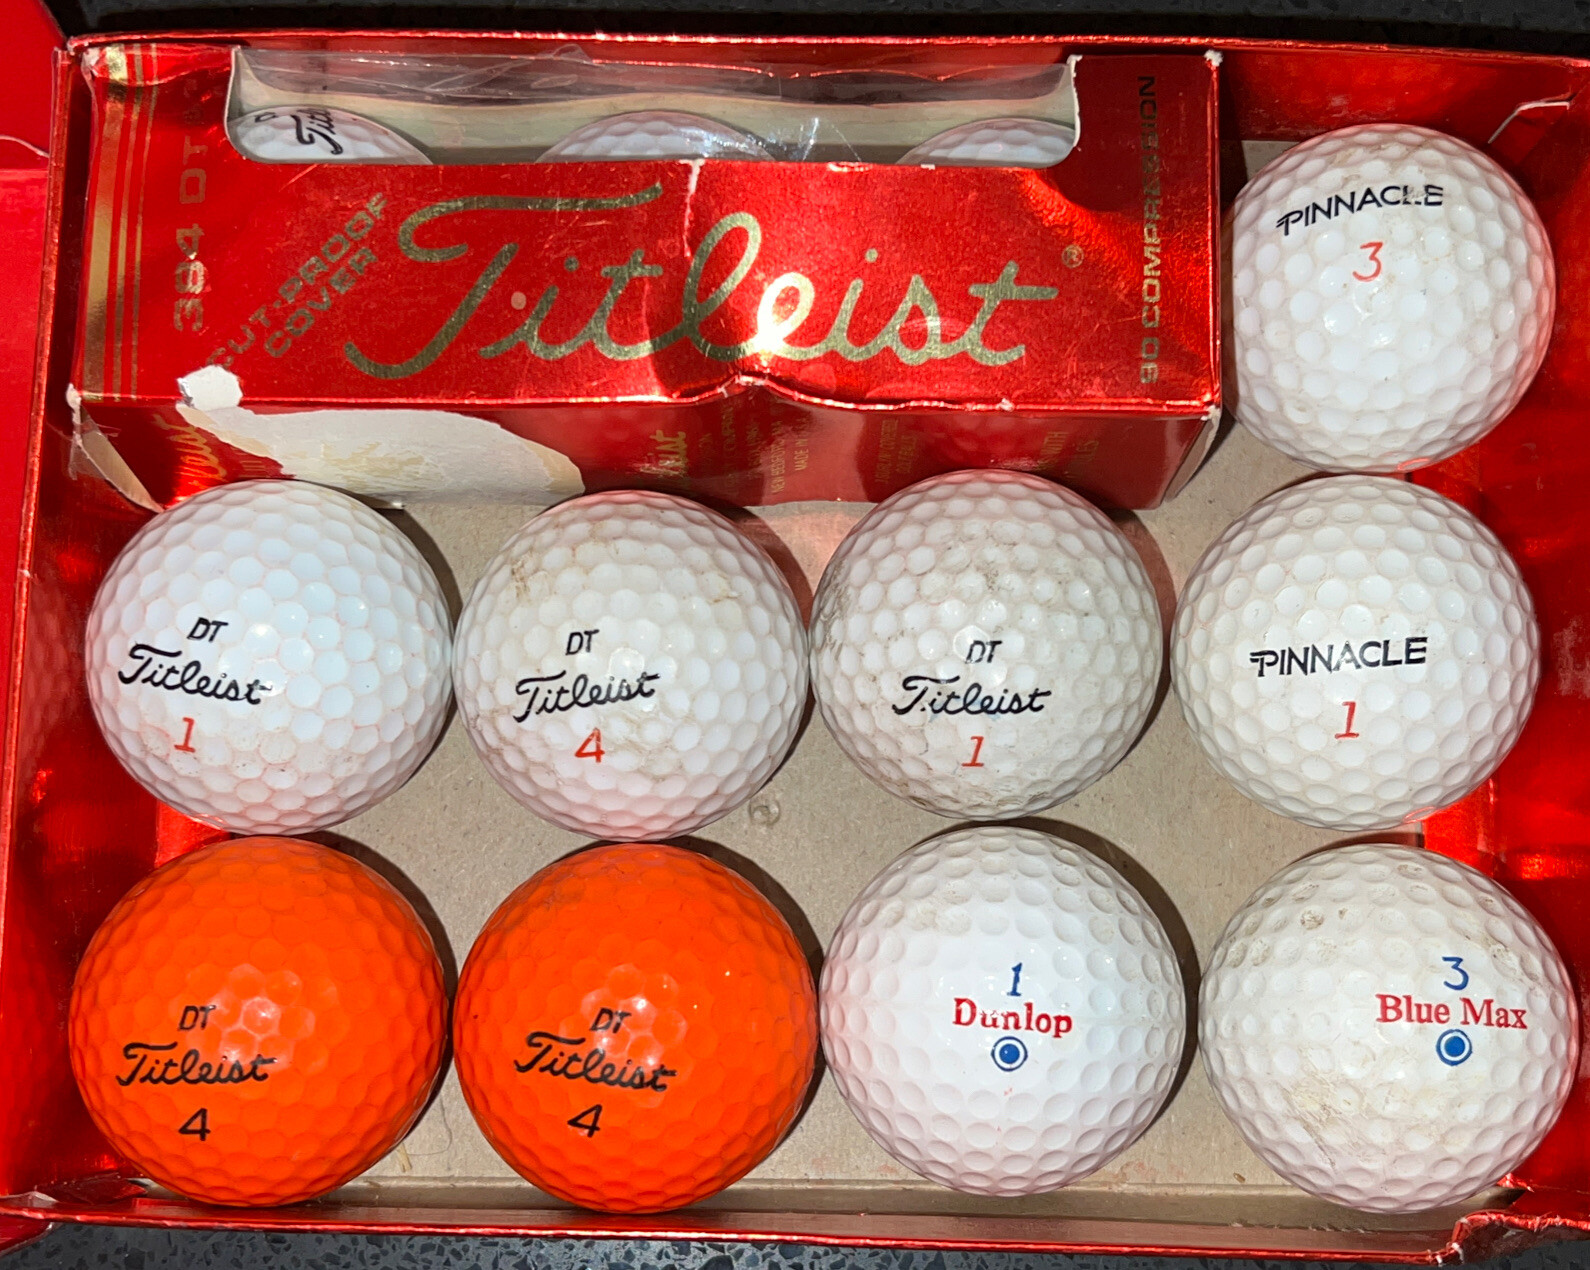 384 DT
CUT-PROOF
COVER
Titleist®
90 COMPRESSION
PINNACLE
3
DT
Titleist
1
DT
Titleist
4
DT
Titleist
1
PINNACLE
1
DT
Titleist
4
DT
Titleist
4
1
Dunlop
3
Blue Max